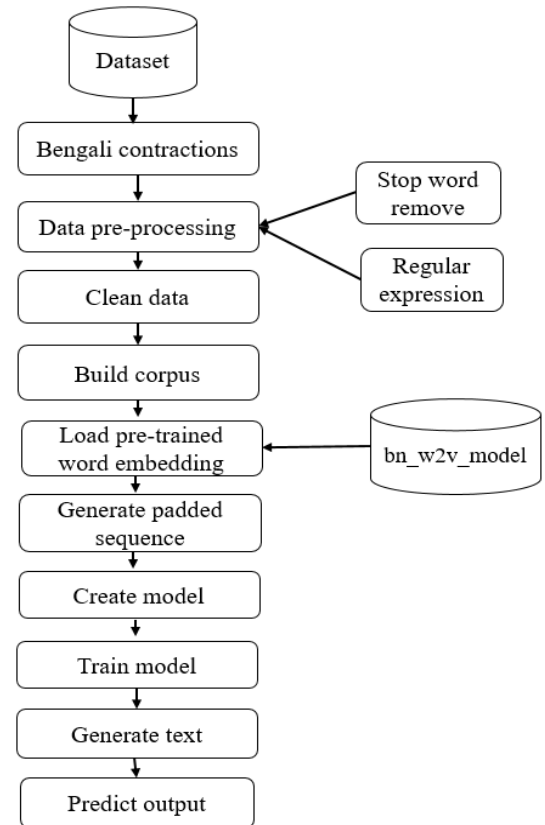 Dataset
Bengali contractions
Stop word
remove
Data pre-processing
Regular
expression
Clean data
Build corpus
Load pre-trained
word embedding
bn_w2v_model
Generate padded
sequence
Create model
Train model
Generate text
Predict output